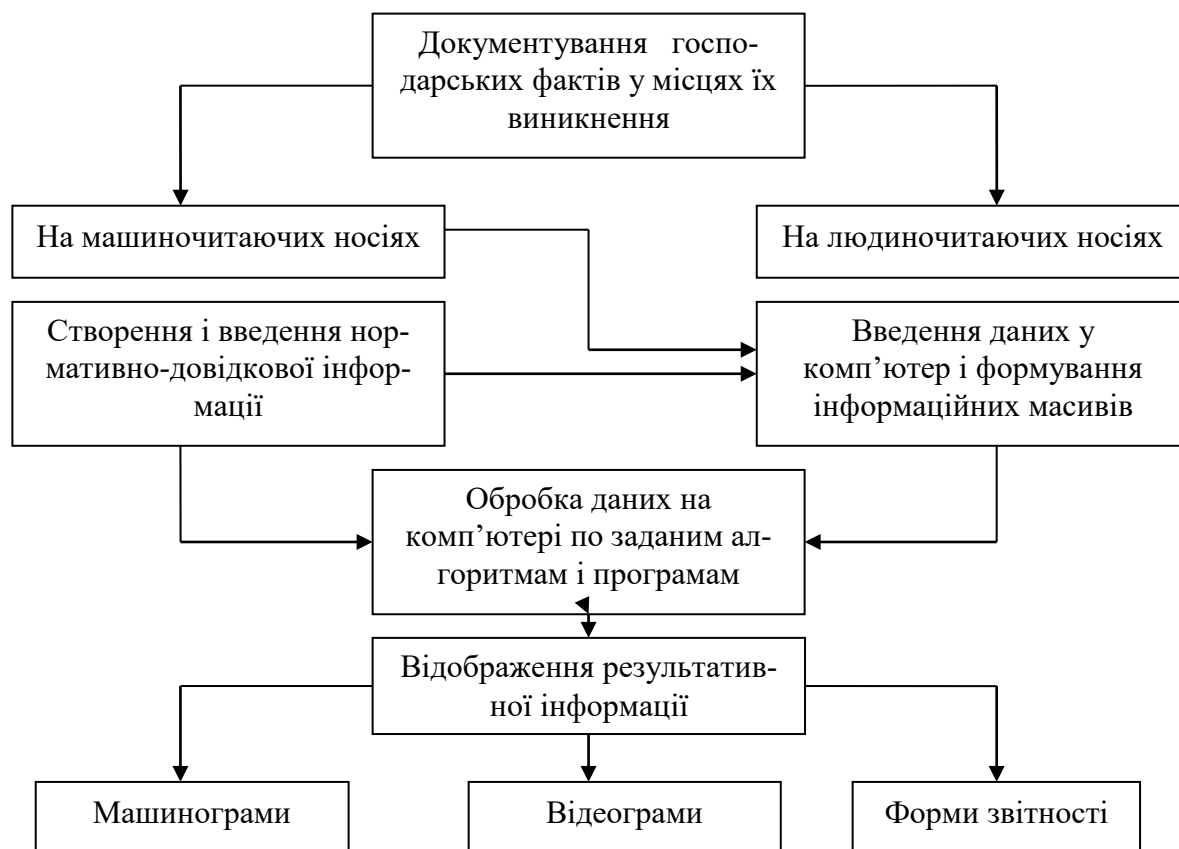 Документування госпо-
дарських фактів у місцях їх
виникнення
На машиночитаючих носіях
На людиночитаючих носіях
Створення і введення нор-
мативно-довідкової інфор-
мації
Введення даних у
комп’ютер і формування
інформаційних масивів
Обробка даних на
комп’ютері по заданим ал-
горитмам і програмам
Відображення результатив-
ної інформації
Машинограми
Відеограми
Форми звітності